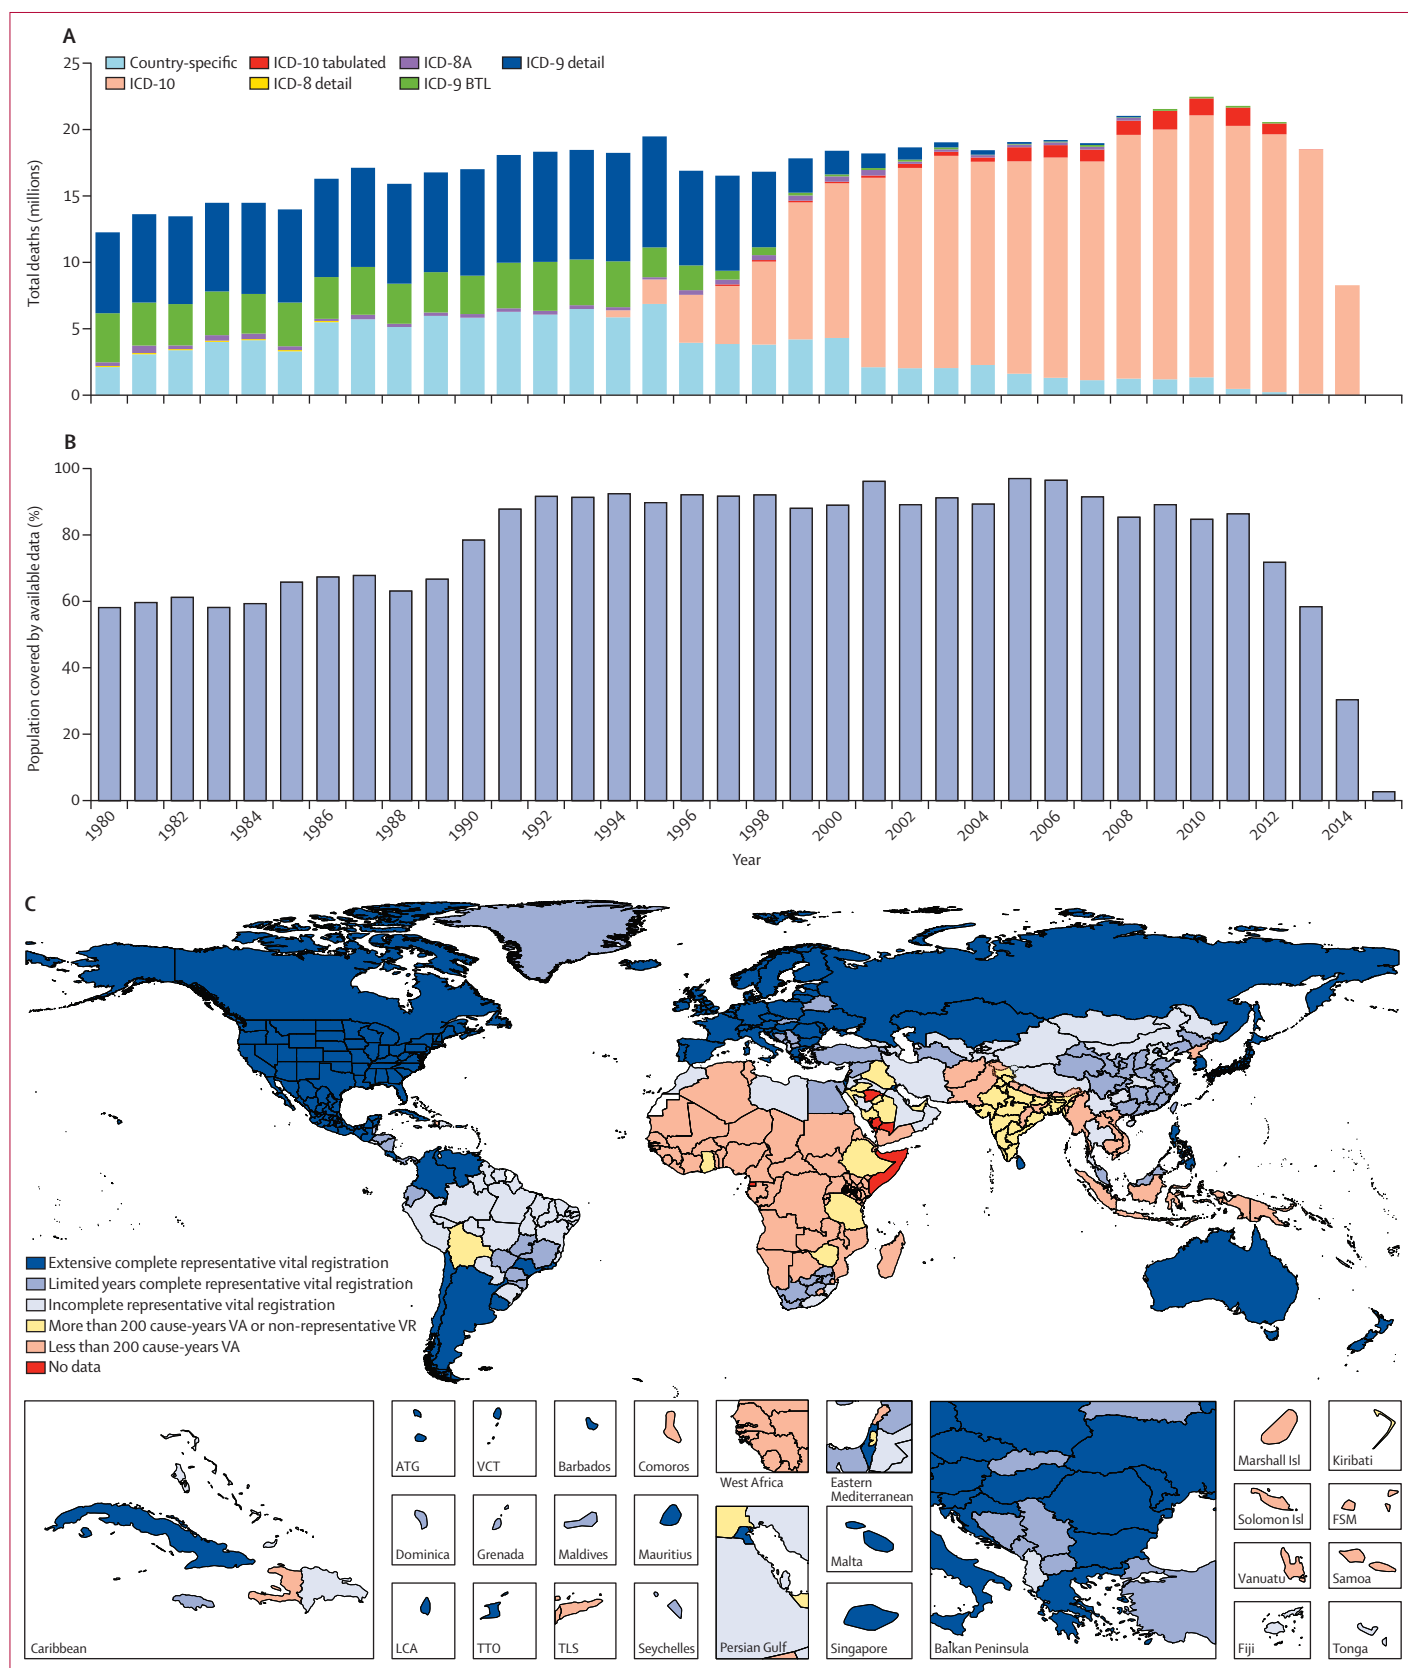 A
25
20
15
10
5
0
Total deaths (millions)
Country-specific
ICD-10 tabulated
ICD-8A
ICD-9 detail
ICD-10
ICD-8 detail
ICD-9 BTL
B
100
80
60
40
20
0
Population covered by available data (%)
1980
1982
1984
1986
1988
1990
1992
1994
1996
1998
2000
2002
2004
2006
2008
2010
2012
2014
Year
C
Extensive complete representative vital registration
Limited years complete representative vital registration
Incomplete representative vital registration
More than 200 cause-years VA or non-representative VR
Less than 200 cause-years VA
No data
Caribbean
ATG
VCT
Barbados
Comoros
West Africa
Eastern
Mediterranean
Marshall Isl
Kiribati
Dominica
Grenada
Maldives
Mauritius
Malta
Solomon Isl
FSM
Vanuatu
Samoa
LCA
TTO
TLS
Seychelles
Persian Gulf
Singapore
Balkan Peninsula
Fiji
Tonga